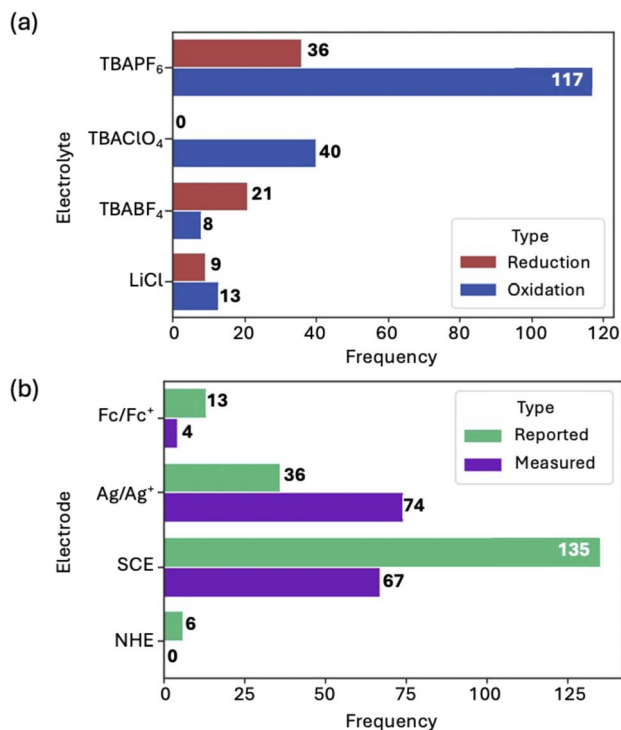 (a)
TBAPF₆
36
117
TBAClO₄
0
40
TBABF₄
21
8
LiCl
9
13
Electrolyte
Type
Reduction
Oxidation
0 20 40 60 80 100 120
Frequency
(b)
Fc/Fc⁺
13
4
Ag/Ag⁺
36
74
SCE
135
67
NHE
6
0
Electrode
Type
Reported
Measured
0 25 50 75 100 125
Frequency